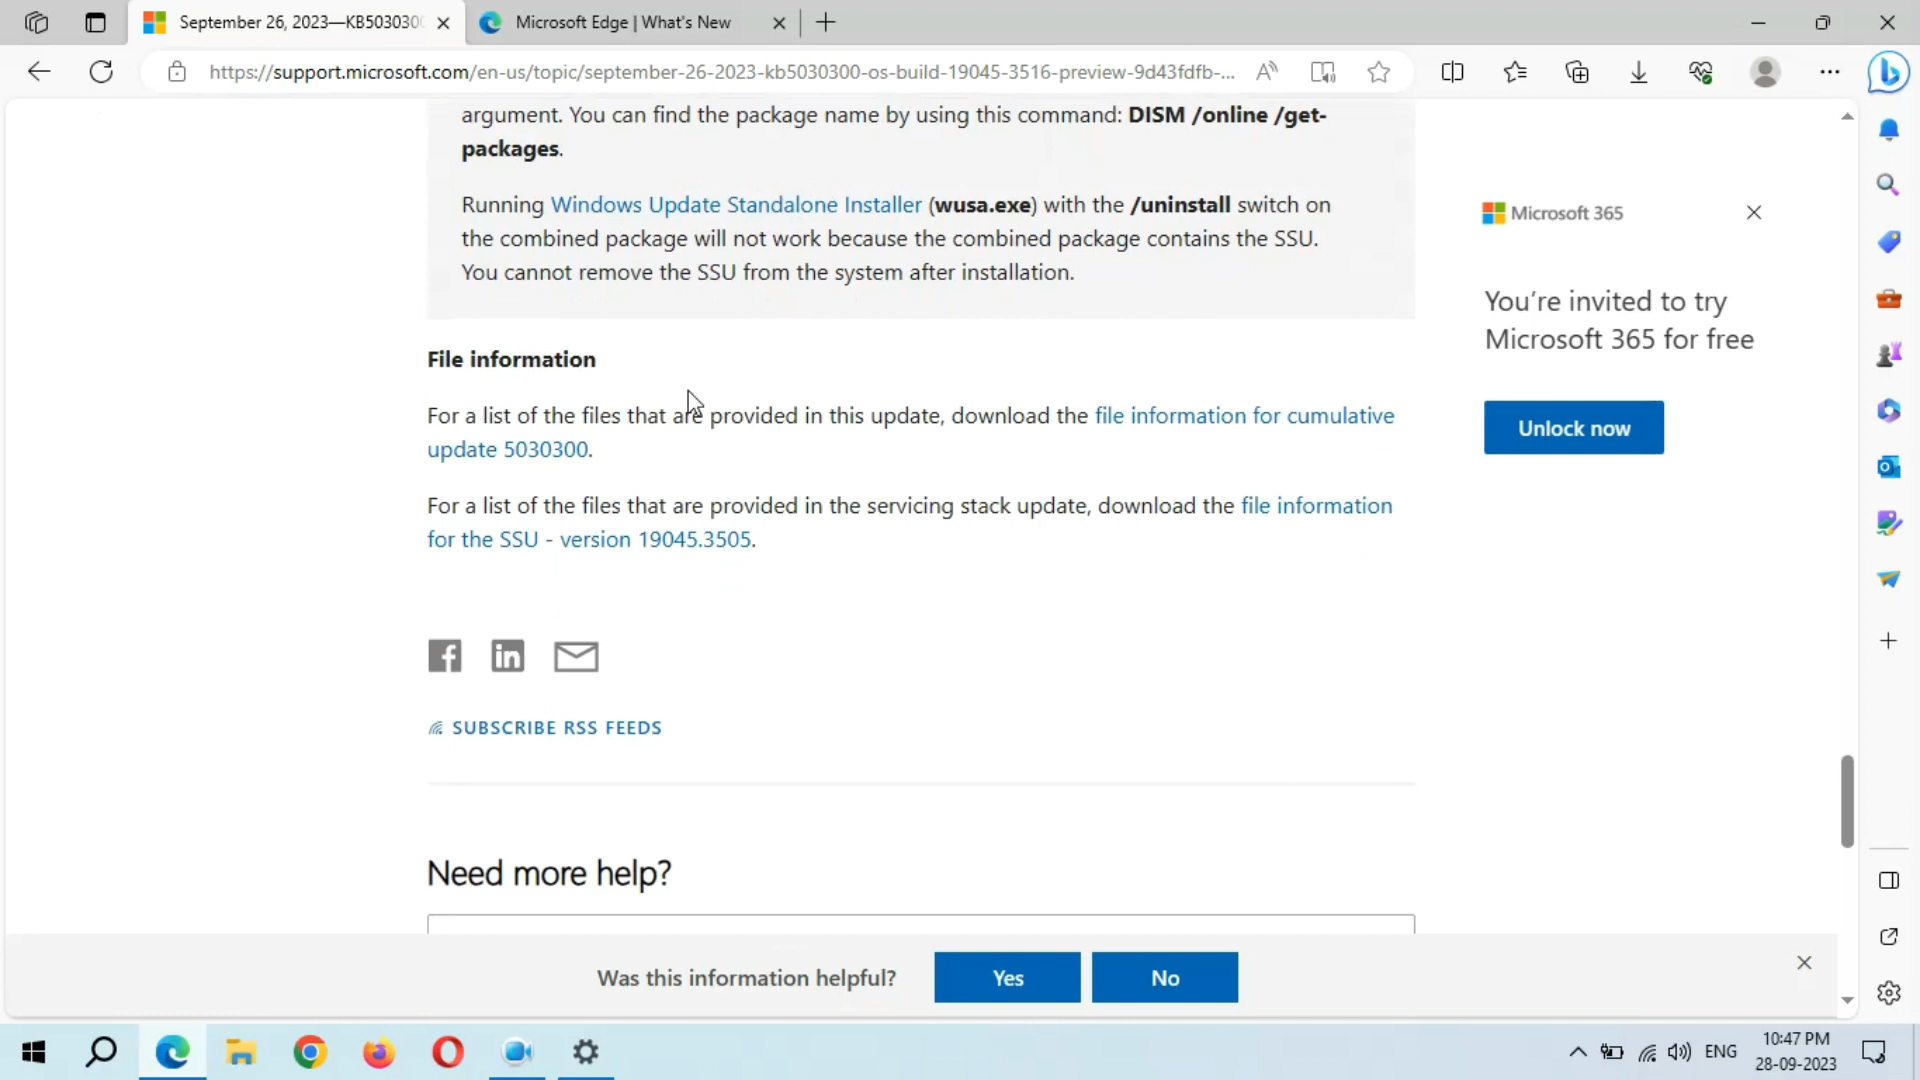 September 26, 2023—KB5030300
Microsoft Edge | What's New
https://support.microsoft.com/en-us/topic/september-26-2023-kb5030300-os-build-19045-3516-preview-9d43fdfb-...
argument. You can find the package name by using this command: DISM /online /get-
packages.
Running Windows Update Standalone Installer (wusa.exe) with the /uninstall switch on
the combined package will not work because the combined package contains the SSU.
You cannot remove the SSU from the system after installation.
Microsoft 365
You're invited to try
Microsoft 365 for free
Unlock now
File information
For a list of the files that are provided in this update, download the file information for cumulative
update 5030300.
For a list of the files that are provided in the servicing stack update, download the file information
for the SSU - version 19045.3505.
SUBSCRIBE RSS FEEDS
Need more help?
Was this information helpful?
Yes
No
ENG
10:47 PM
28-09-2023